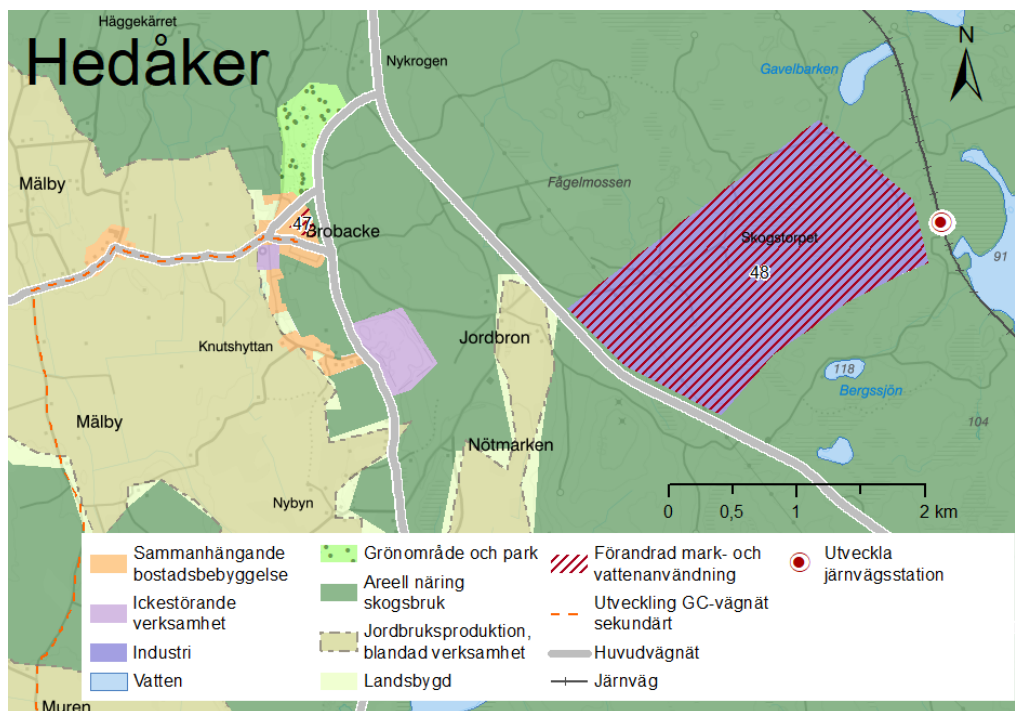 Häggekärret
Hedåker
Nykrogen
N
Gavelbarken
Mälby
Fågelmossen
47
Brobacke
Skogstorpet
48
91
Knutshyttan
Jordbron
118
Bergssjön
Mälby
Nötmarken
104
Nybyn
0 0,5 1 2 km
Sammanhängande
bostadsbebyggelse
Ickestörande
verksamhet
Industri
Vatten
Grönområde och park
Areell näring
skogsbruk
Jordbruksproduktion,
blandad verksamhet
Landsbygd
Förandrad mark- och
vattenanvändning
Utveckling GC-vägnät
sekundärt
Huvudvägnät
Järnväg
Utveckla
järnvägsstation
Muren